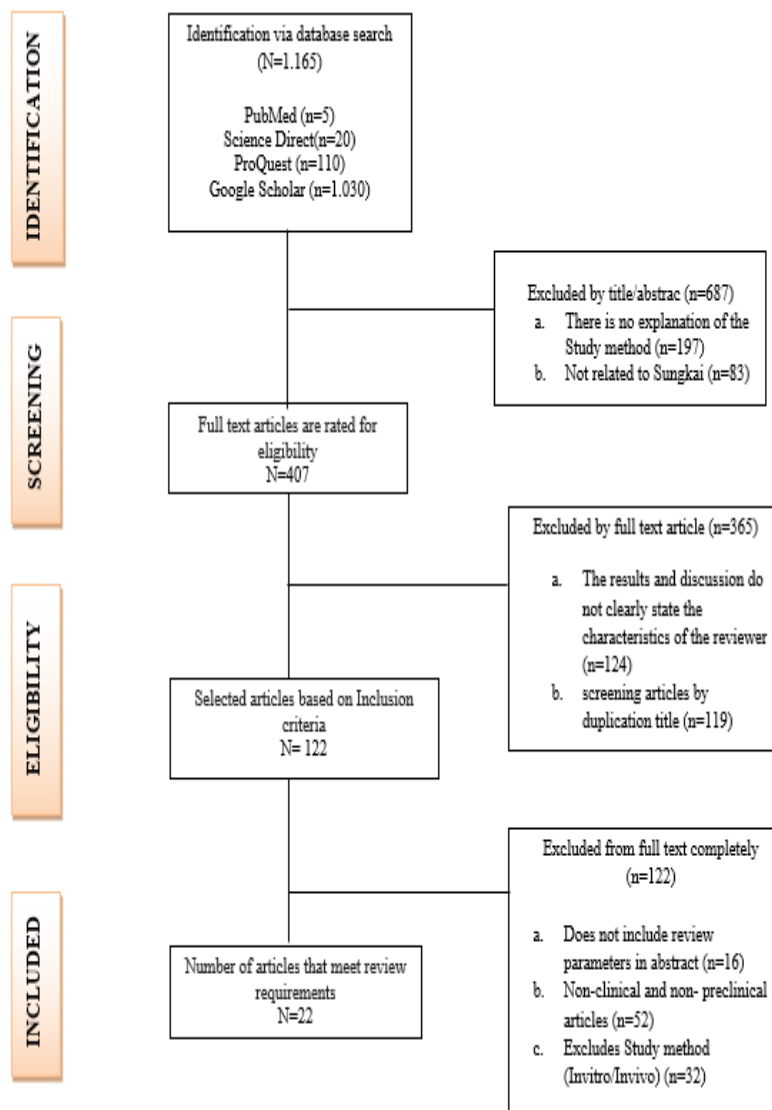 IDENTIFICATION
Identification via database search
(N=1.165)
PubMed (n=5)
Science Direct(n=20)
ProQuest (n=110)
Google Scholar (n=1.030)
Excluded by title/abstrac (n=687)
a. There is no explanation of the
Study method (n=197)
b. Not related to Sungkai (n=83)
SCREENING
Full text articles are rated for
eligibility
N=407
Excluded by full text article (n=365)
a. The results and discussion do
not clearly state the
characteristics of the reviewer
(n=124)
b. screening articles by
duplication title (n=119)
ELIGIBILITY
Selected articles based on Inclusion
criteria
N= 122
Excluded from full text completely
(n=122)
a. Does not include review
parameters in abstract (n=16)
b. Non-clinical and non- preclinical
articles (n=52)
c. Excludes Study method
(Invitro/Invivo) (n=32)
INCLUDED
Number of articles that meet review
requirements
N=22